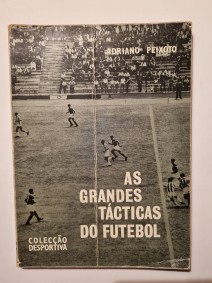 ADRIANO PEIXOTO
AS
GRANDES
TÁCTICAS
DO FUTEBOL
COLECÇÃO
DESPORTIVA